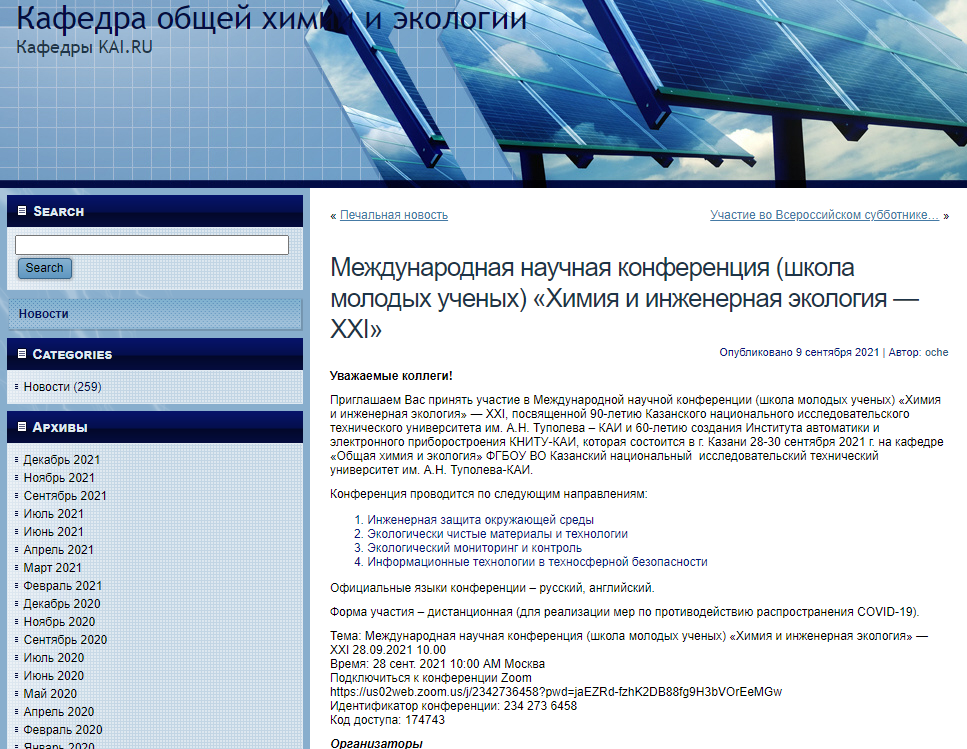 Кафедра общей химии и экологии
Кафедры KAI.RU
Search
Search
Новости
Categories
Новости (259)
Архивы
Декабрь 2021
Ноябрь 2021
Сентябрь 2021
Июль 2021
Июнь 2021
Апрель 2021
Март 2021
Февраль 2021
Декабрь 2020
Ноябрь 2020
Сентябрь 2020
Июль 2020
Июнь 2020
Май 2020
Апрель 2020
Февраль 2020
Январь 2020
« Печальная новость
Участие во Всероссийском субботнике... »
Международная научная конференция (школа
молодых ученых) «Химия и инженерная экология —
XXI»
Опубликовано 9 сентября 2021 | Автор: oche
Уважаемые коллеги!
Приглашаем Вас принять участие в Международной научной конференции (школа молодых ученых) «Химия
и инженерная экология» — XXI, посвященной 90-летию Казанского национального исследовательского
технического университета им. А.Н. Туполева – КАИ и 60-летию создания Института автоматики и
электронного приборостроения КНИТУ-КАИ, которая состоится в г. Казани 28-30 сентября 2021 г. на кафедре
«Общая химия и экология» ФГБОУ ВО Казанский национальный исследовательский технический
университет им. А.Н. Туполева-КАИ.
Конференция проводится по следующим направлениям:
1. Инженерная защита окружающей среды
2. Экологически чистые материалы и технологии
3. Экологический мониторинг и контроль
4. Информационные технологии в техносферной безопасности
Официальные языки конференции – русский, английский.
Форма участия – дистанционная (для реализации мер по противодействию распространения COVID-19).
Тема: Международная научная конференция (школа молодых ученых) «Химия и инженерная экология» —
XXI 28.09.2021 10.00
Время: 28 сент. 2021 10:00 AM Москва
Подключиться к конференции Zoom
https://us02web.zoom.us/j/2342736458?pwd=jaEZRd-fzhK2DB88fg9H3bVOrEeMGw
Идентификатор конференции: 234 273 6458
Код доступа: 174743
Организаторы